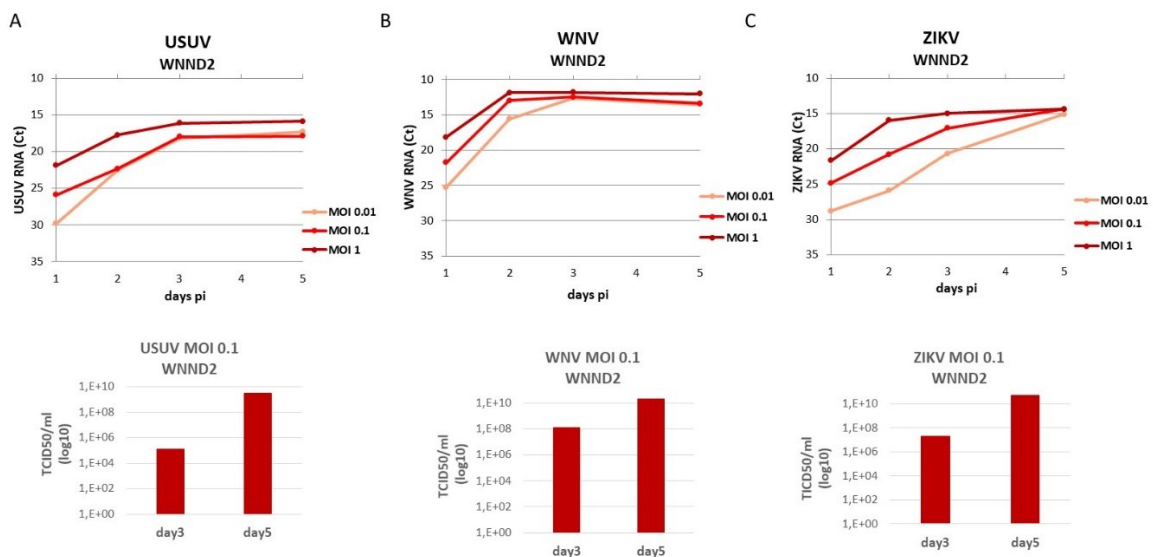 A
USUV
WNND2
10
15
20
25
30
35
USUV RNA (Ct)
1
2
3
4
5
days pi
MOI 0.01
MOI 0.1
MOI 1
B
WNV
WNND2
10
15
20
25
30
35
WNV RNA (Ct)
1
2
3
4
5
days pi
MOI 0.01
MOI 0.1
MOI 1
C
ZIKV
WNND2
10
15
20
25
30
35
ZIKV RNA (Ct)
1
2
3
4
5
days pi
MOI 0.01
MOI 0.1
MOI 1
USUV MOI 0.1
WNND2
1,E+10
1,E+08
1,E+06
1,E+04
1,E+02
1,E+00
TCID50/ml
(log10)
day3
day5
WNV MOI 0.1
WNND2
1,E+10
1,E+08
1,E+06
1,E+04
1,E+02
1,E+00
TCID50/ml
(log10)
day3
day5
ZIKV MOI 0.1
WNND2
1,E+10
1,E+08
1,E+06
1,E+04
1,E+02
1,E+00
TICD50/ml
(log10)
day3
day5